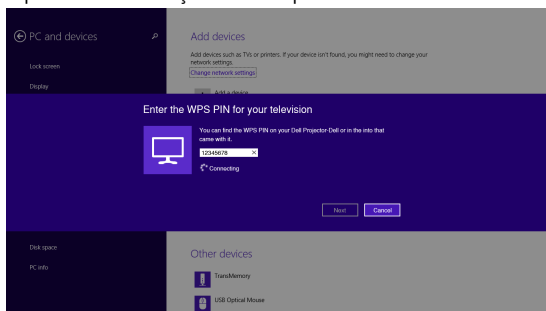 PC and devices
Lock screen
Display
Disk space
PC info
Add devices
Add devices such as TVs or printers. If your device isn't found, you might need to change your
network settings.
Change network settings
Add a device
Enter the WPS PIN for your television
You can find the WPS PIN on your Dell Projector-Dell or in the into that
came with it.
12345678
Connecting
Next
Cancel
Other devices
TransMemory
USB Optical Mouse